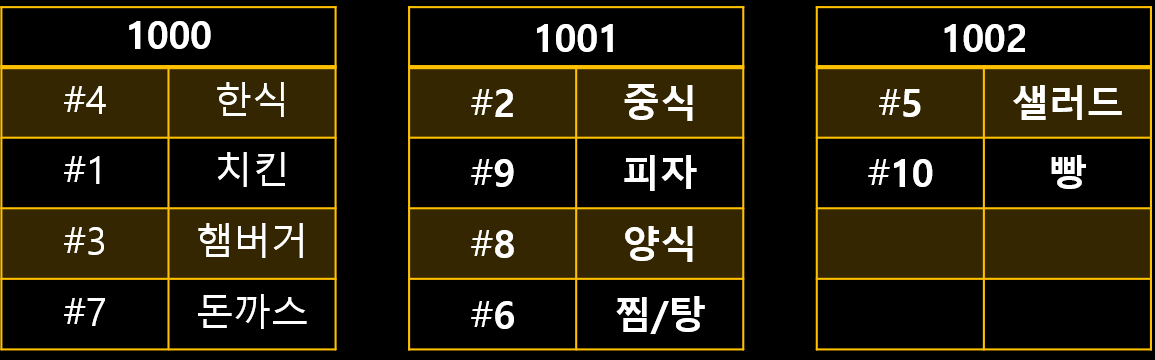 1000
#4 한식
#1 치킨
#3 햄버거
#7 돈까스
1001
#2 중식
#9 피자
#8 양식
#6 찜/탕
1002
#5 샐러드
#10 빵